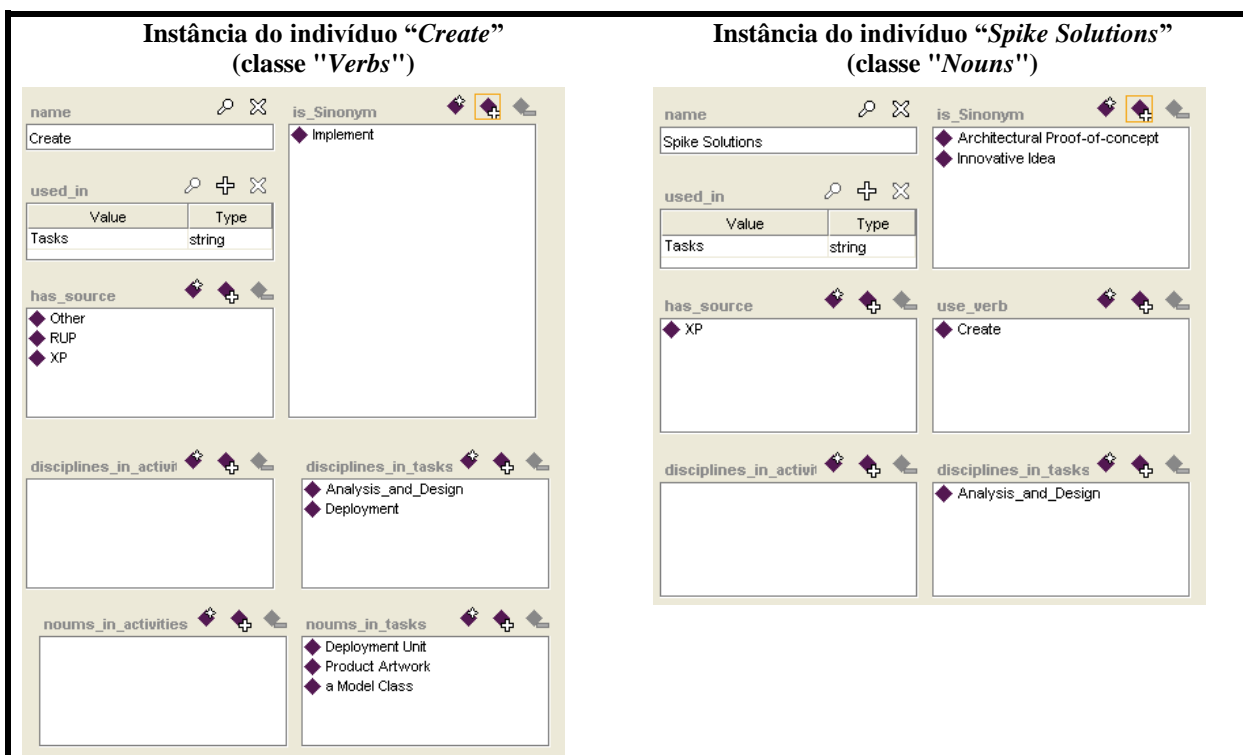 Instância do indivíduo “Create”
(classe "Verbs")
name
Create
is_Sinonym
Implement
used_in
Value Type
Tasks string
has_source
Other
RUP
XP
disciplines_in_activit
disciplines_in_tasks
Analysis_and_Design
Deployment
noums_in_activities
noums_in_tasks
Deployment Unit
Product Artwork
a Model Class
Instância do indivíduo “Spike Solutions”
(classe "Nouns")
name
Spike Solutions
is_Sinonym
Architectural Proof-of-concept
Innovative Idea
used_in
Value Type
Tasks string
has_source
XP
use_verb
Create
disciplines_in_activit
disciplines_in_tasks
Analysis_and_Design